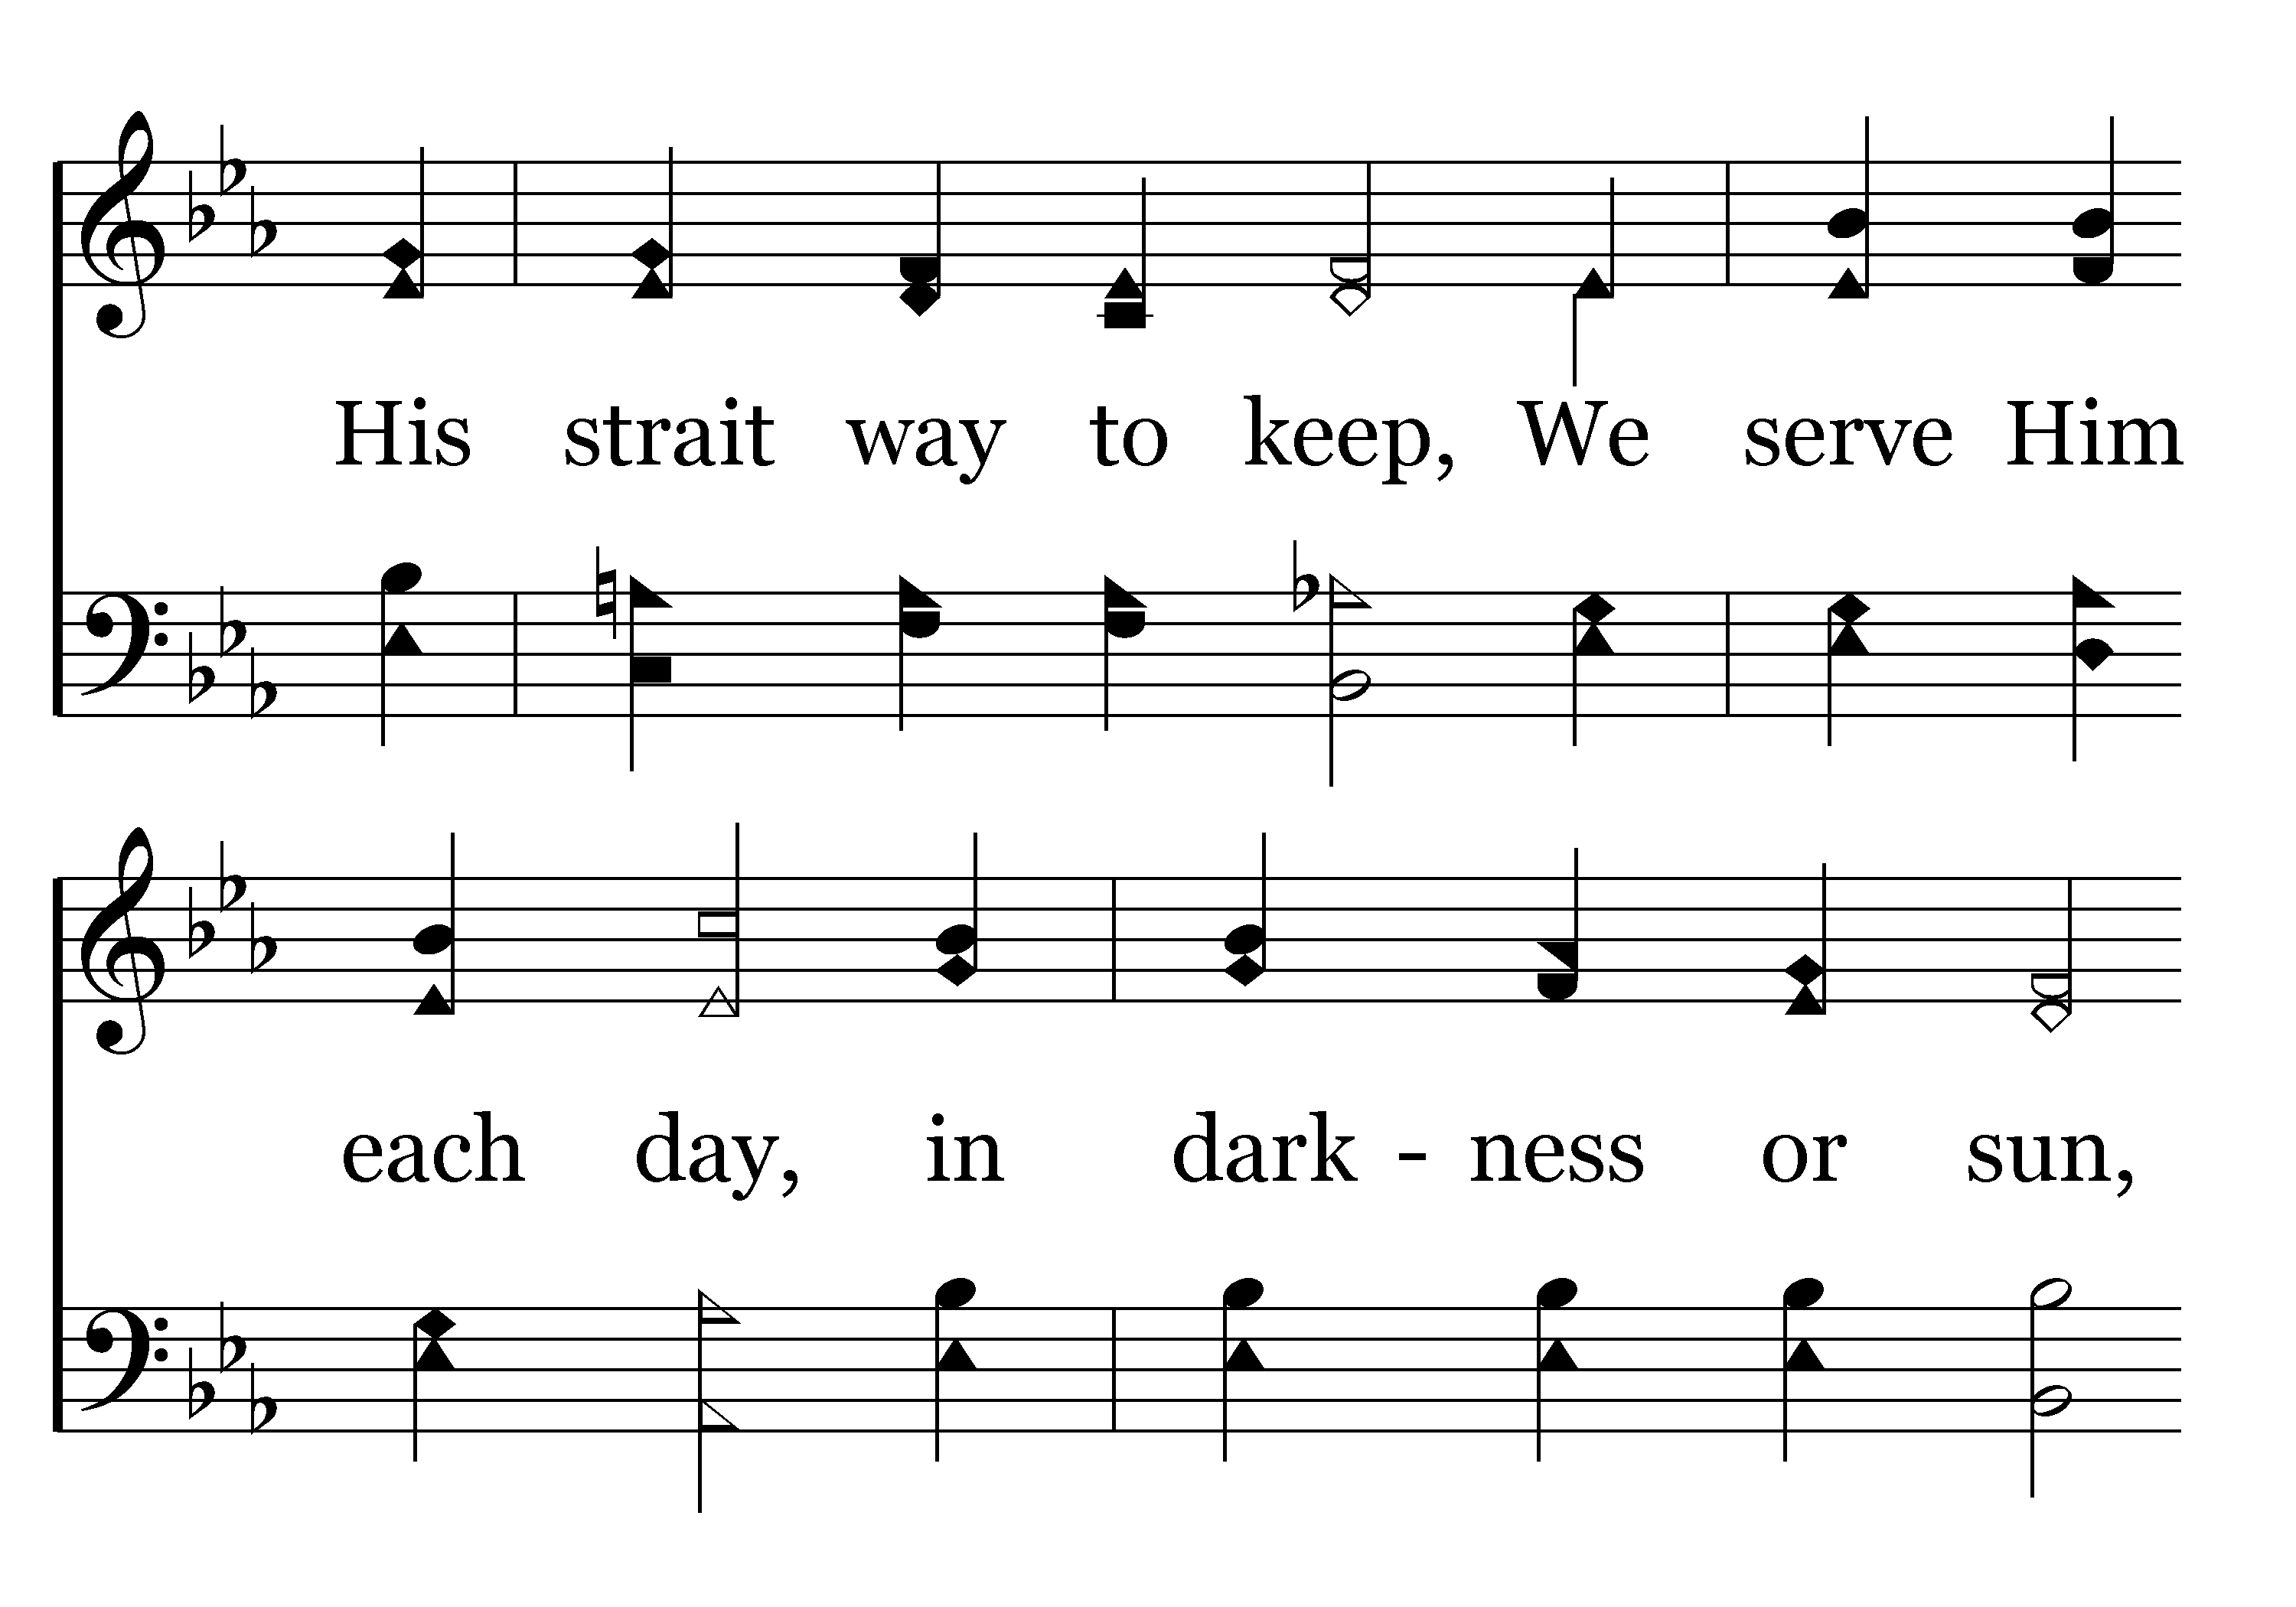 His strait way to keep, We serve Him
each day, in dark - ness or sun,